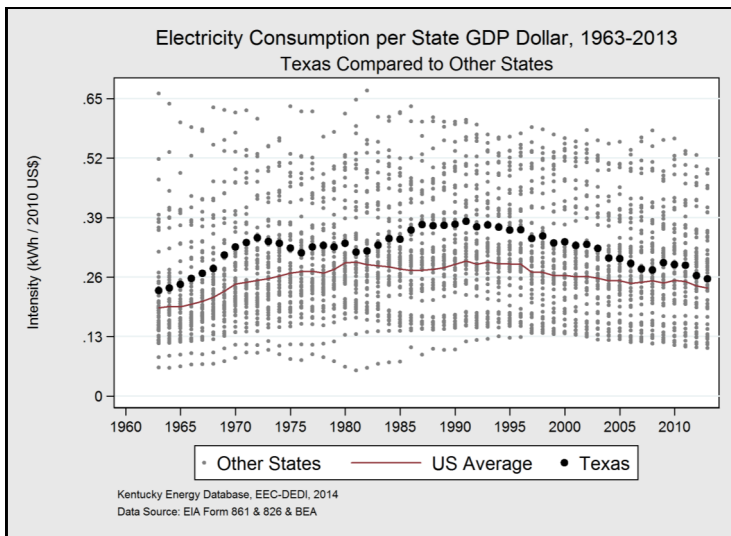 Electricity Consumption per State GDP Dollar, 1963-2013
Texas Compared to Other States
Intensity (kWh / 2010 US$)
.65
.52
.39
.26
.13
0
1960 1965 1970 1975 1980 1985 1990 1995 2000 2005 2010
Other States US Average Texas
Kentucky Energy Database, EEC-DEDI, 2014
Data Source: EIA Form 861 & 826 & BEA